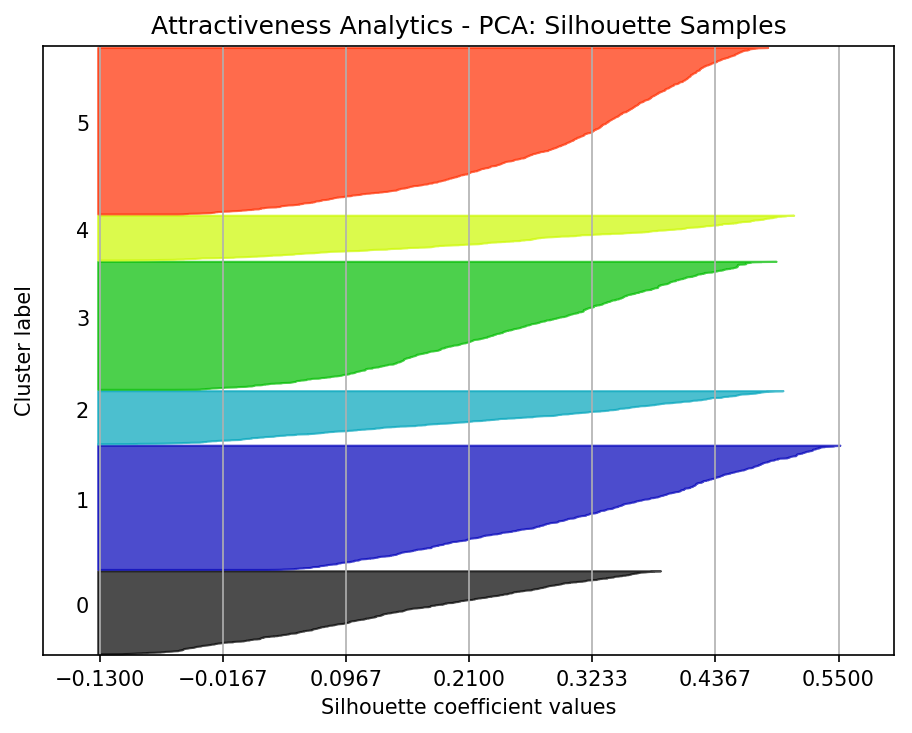 Attractiveness Analytics - PCA: Silhouette Samples
5
4
3
2
1
0
Cluster label
−0.1300 −0.0167 0.0967 0.2100 0.3233 0.4367 0.5500
Silhouette coefficient values